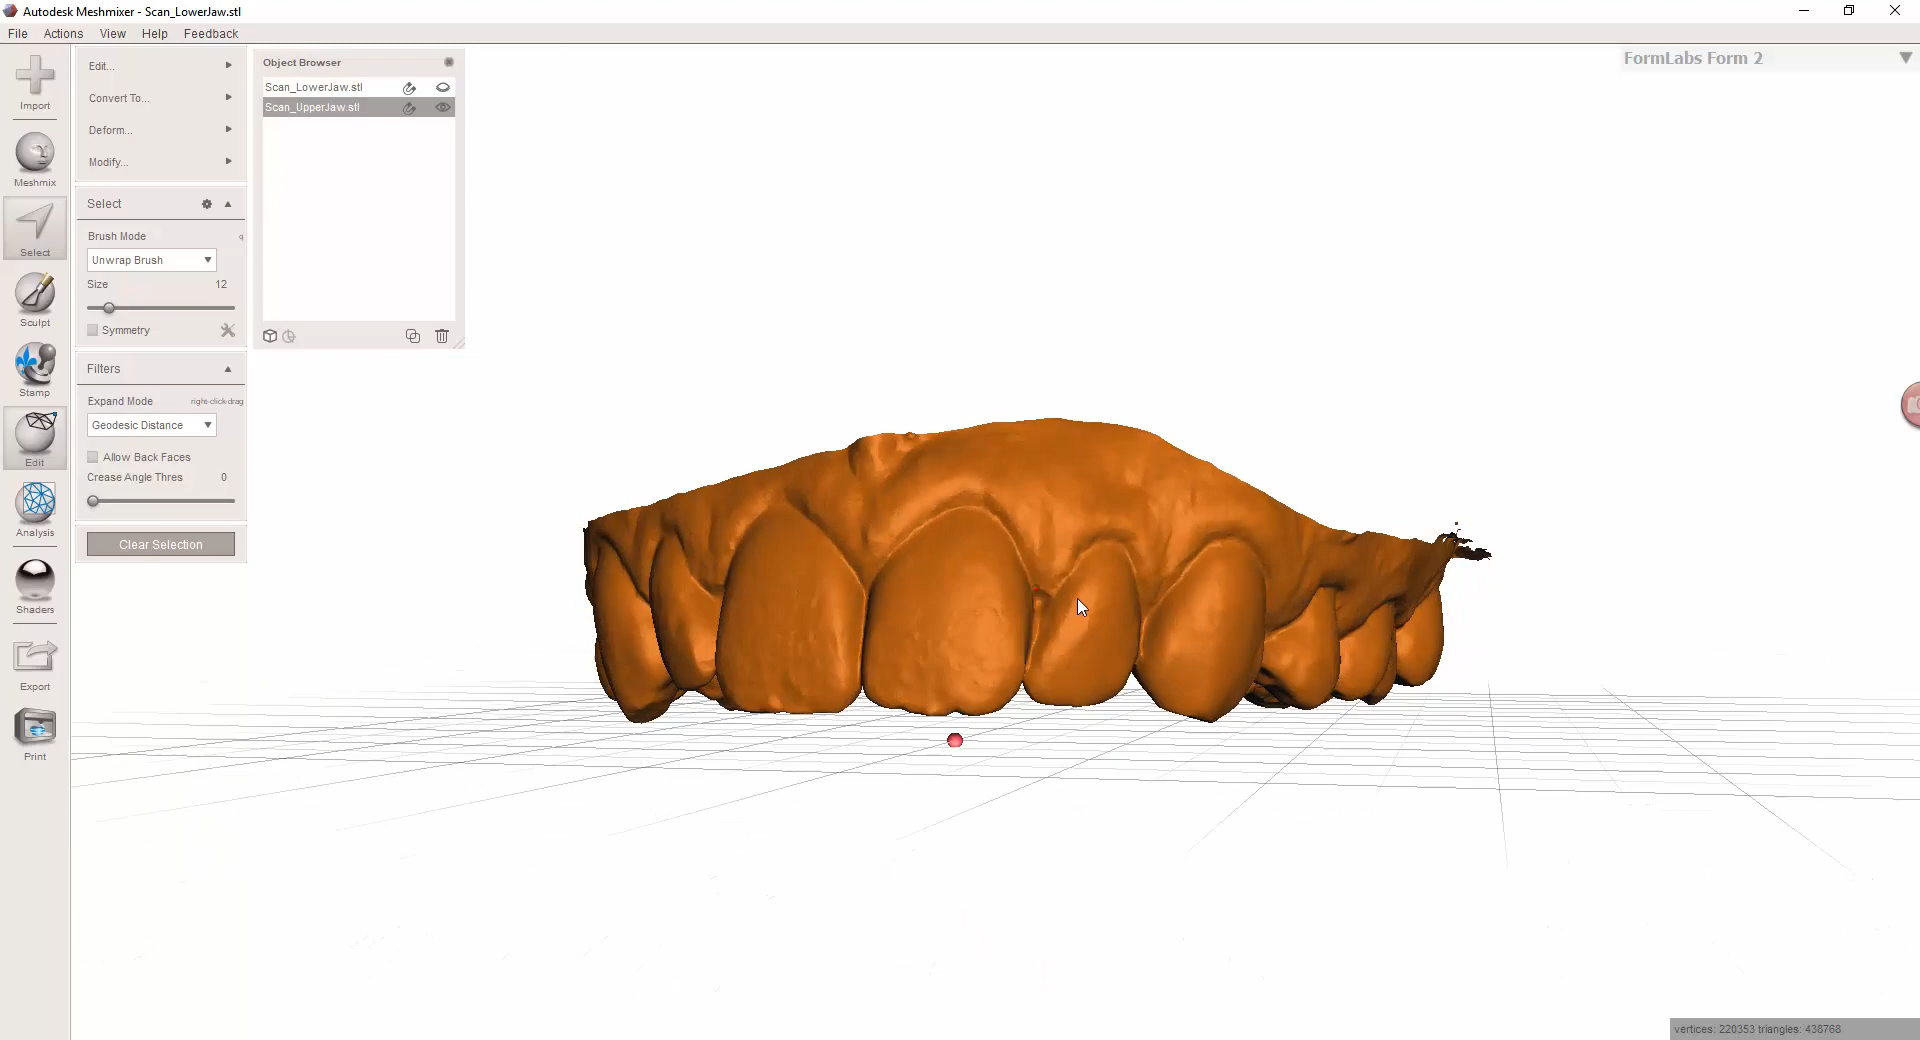 Autodesk Meshmixer - Scan_LowerJaw.stl
File Actions View Help Feedback
FormLabs Form 2
Import
Meshmix
Select
Sculpt
Stamp
Edit
Analysis
Shaders
Export
Print
Edit...
Convert To...
Deform...
Modify...
Select
Brush Mode q
Unwrap Brush
Size 12
Symmetry
Filters
Expand Mode right-click-drag
Geodesic Distance
Allow Back Faces
Crease Angle Thres 0
Clear Selection
Object Browser
Scan_LowerJaw.stl
Scan_UpperJaw.stl
vertices: 220353 triangles: 438768